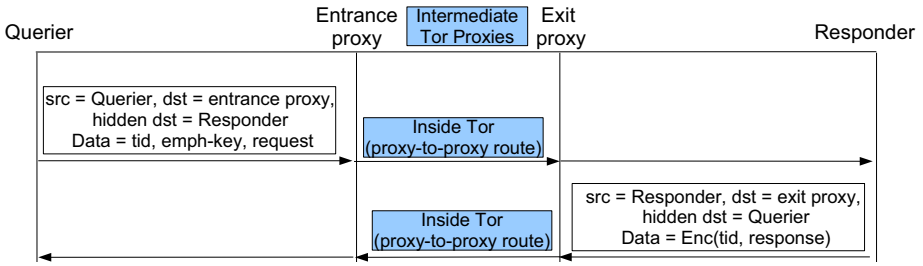 Querier
Entrance
proxy
Intermediate
Tor Proxies
Exit
proxy
Responder
src = Querier, dst = entrance proxy,
hidden dst = Responder
Data = tid, emph-key, request
Inside Tor
(proxy-to-proxy route)
src = Responder, dst = exit proxy,
hidden dst = Querier
Data = Enc(tid, response)
Inside Tor
(proxy-to-proxy route)